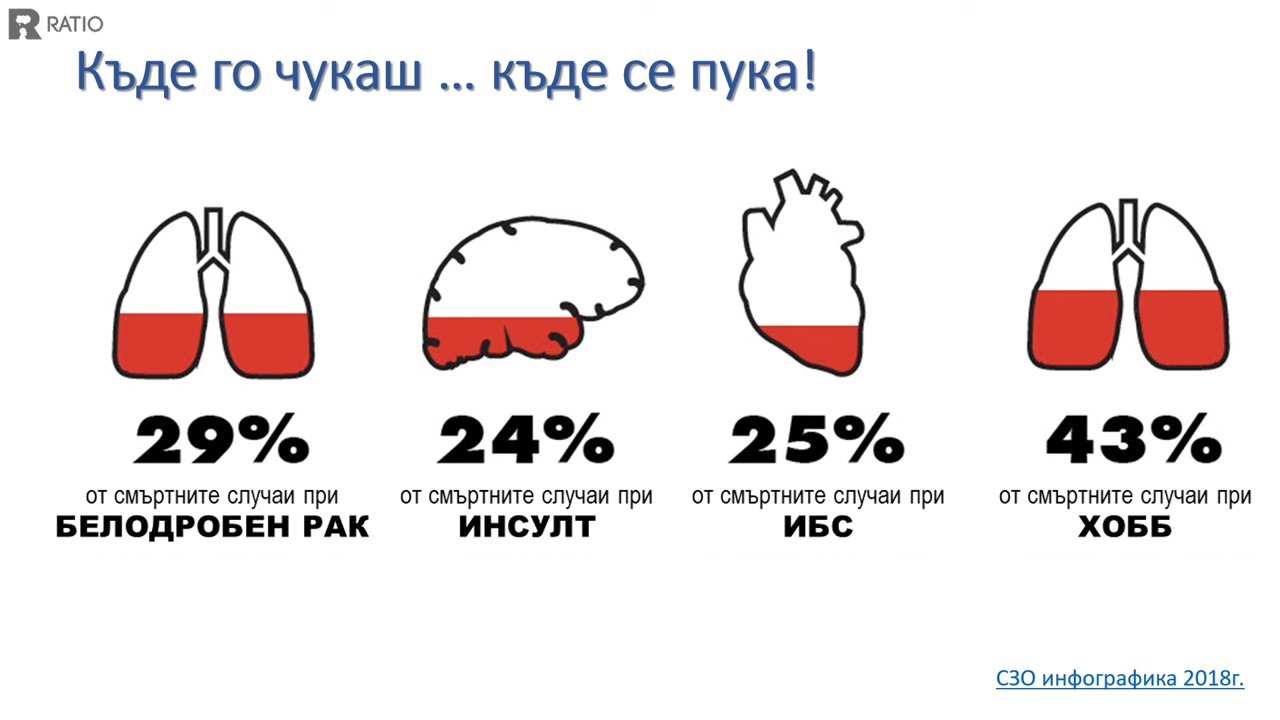 RATIO
Къде го чукаш ... къде се пука!
29%
от смъртните случаи при
БЕЛОДРОБЕН РАК
24%
от смъртните случаи при
ИНСУЛТ
25%
от смъртните случаи при
ИБС
43%
от смъртните случаи при
ХОББ
СЗО инфографика 2018г.